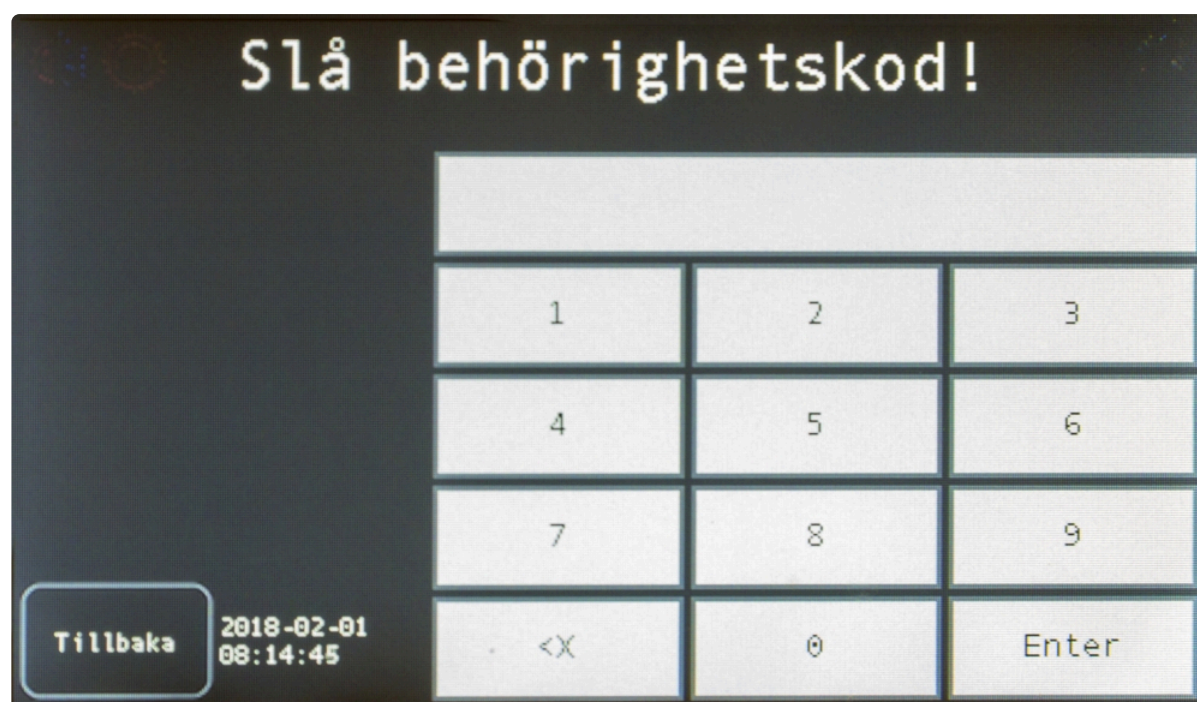 Slå behörighetskod!
1 2 3
4 5 6
7 8 9
Tillbaka
2018-02-01
08:14:45
<X 0 Enter